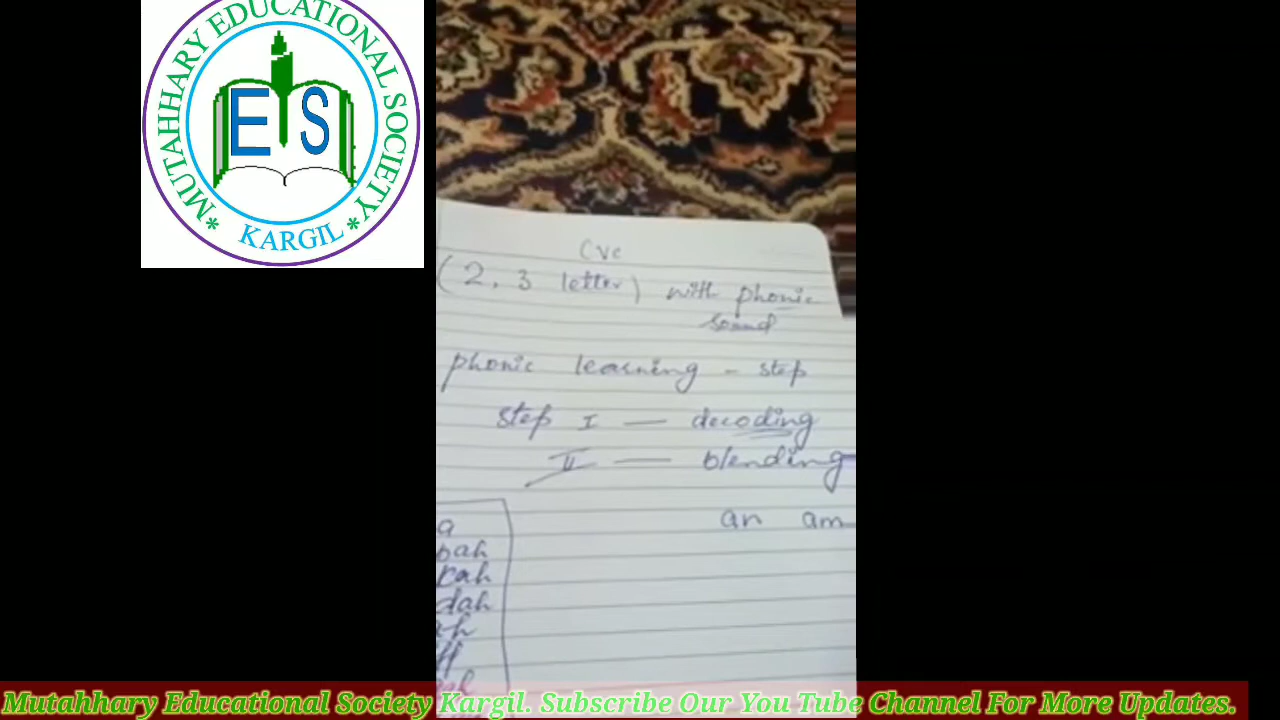 MUTAHHARY EDUCATIONAL SOCIETY
E S
* KARGIL *
CVC
(2, 3 letter) with phonic
sound
phonic learning - step
step I — decoding
II — blending
an am
a
bah
cah
dah
Mutahhary Educational Society Kargil. Subscribe Our You Tube Channel For More Updates.